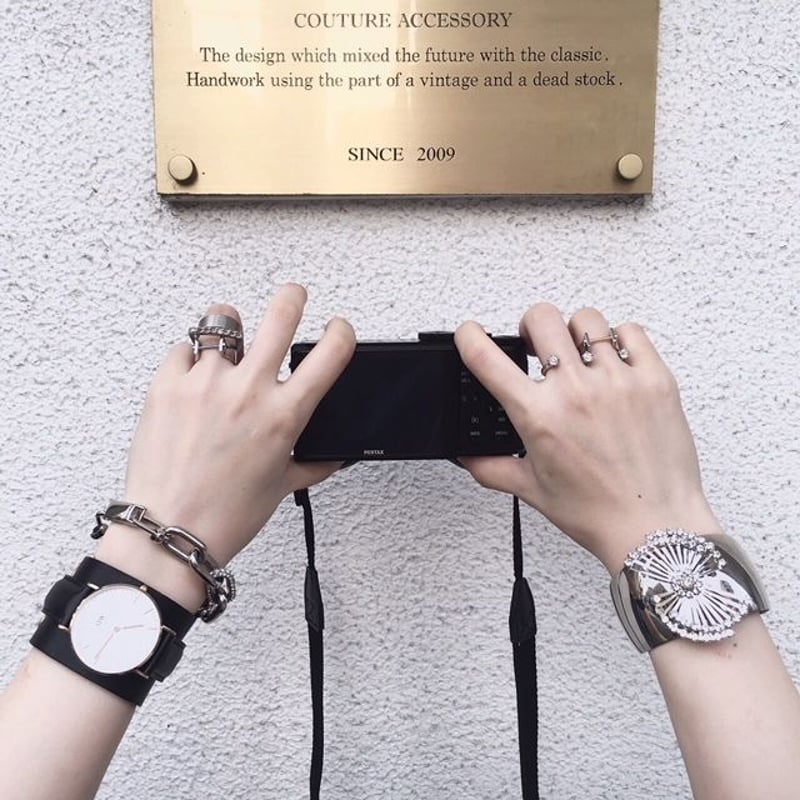 COUTURE ACCESSORY
The design which mixed the future with the classic.
Handwork using the part of a vintage and a dead stock.
SINCE 2009
PENTAX